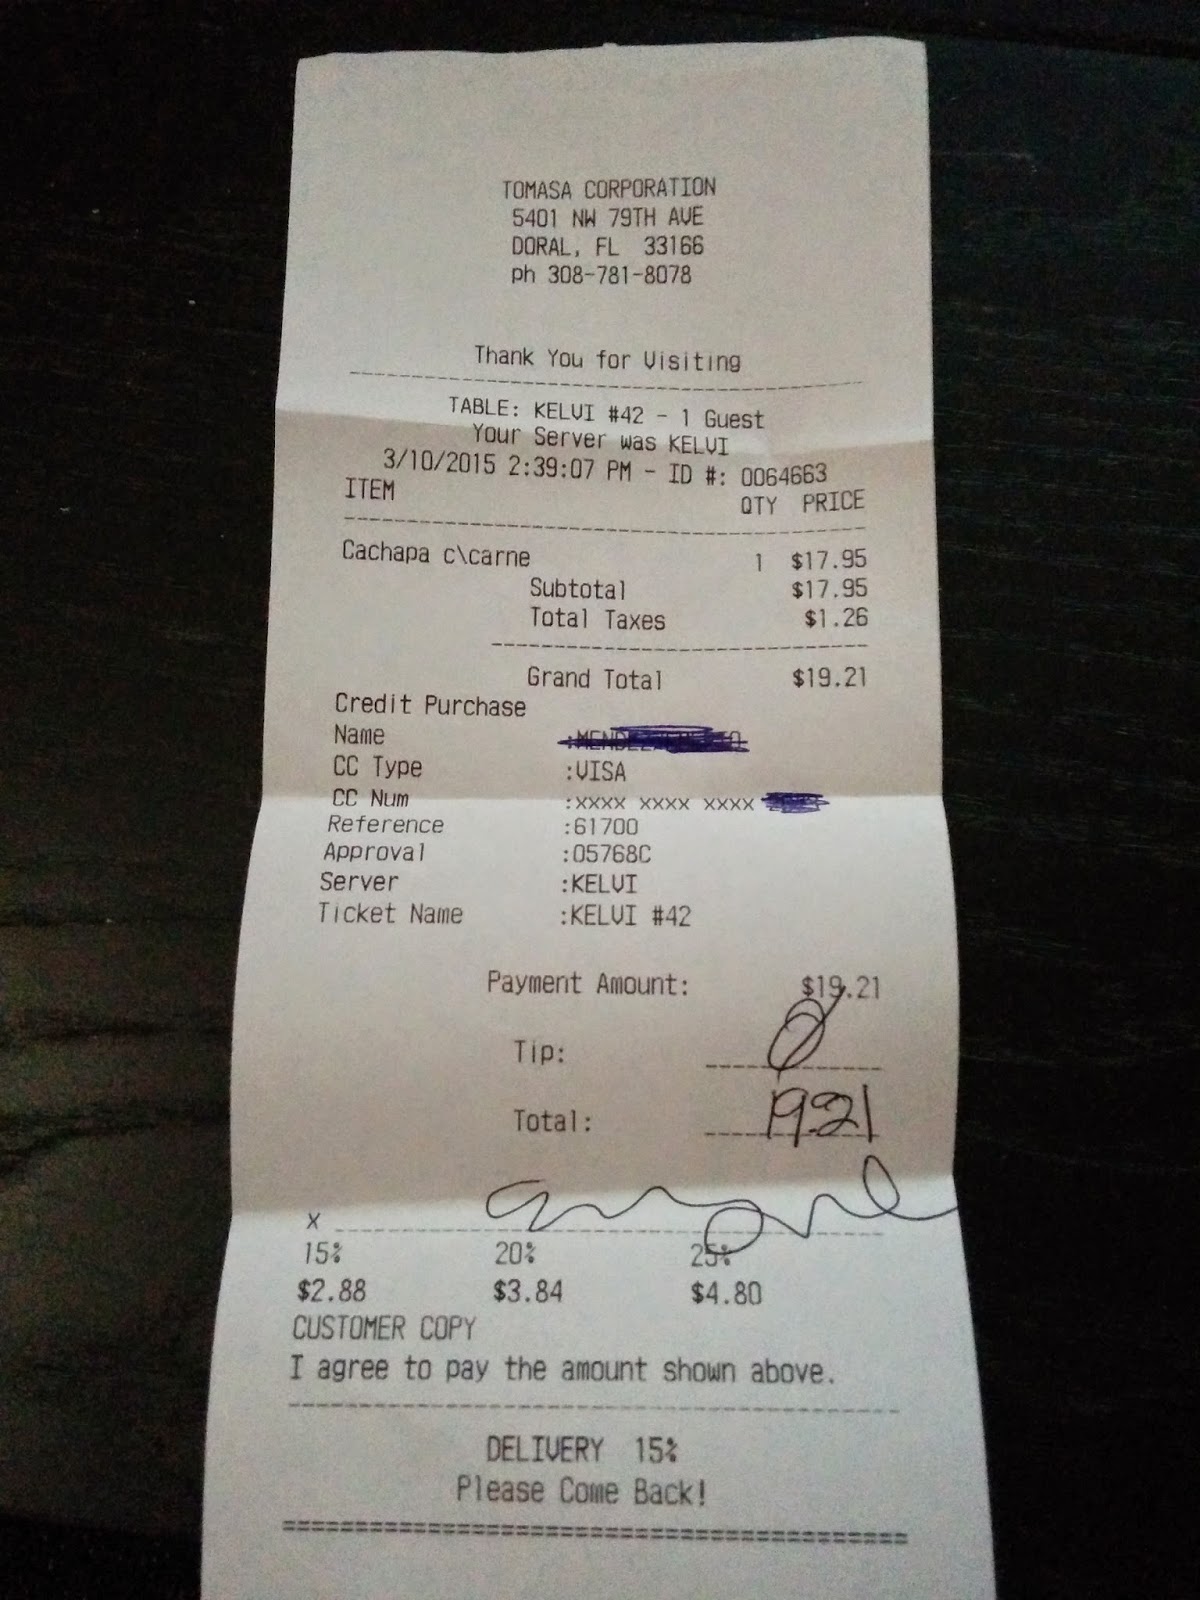 TOMASA CORPORATION
5401 NW 79TH AVE
DORAL, FL 33166
ph 308-781-8078
Thank You for Visiting
TABLE: KELVI #42 - 1 Guest
Your Server was KELVI
3/10/2015 2:39:07 PM - ID #: 0064663
ITEM QTY PRICE
Cachapa c\carne 1 $17.95
Subtotal $17.95
Total Taxes $1.26
Grand Total $19.21
Credit Purchase
Name :
CC Type :VISA
CC Num :xxxx xxxx xxxx
Reference :61700
Approval :05768C
Server :KELVI
Ticket Name :KELVI #42
Payment Amount: $19.21
Tip: 0
Total: 19.21
x
15% 20% 25%
$2.88 $3.84 $4.80
CUSTOMER COPY
I agree to pay the amount shown above.
DELIVERY 15%
Please Come Back!